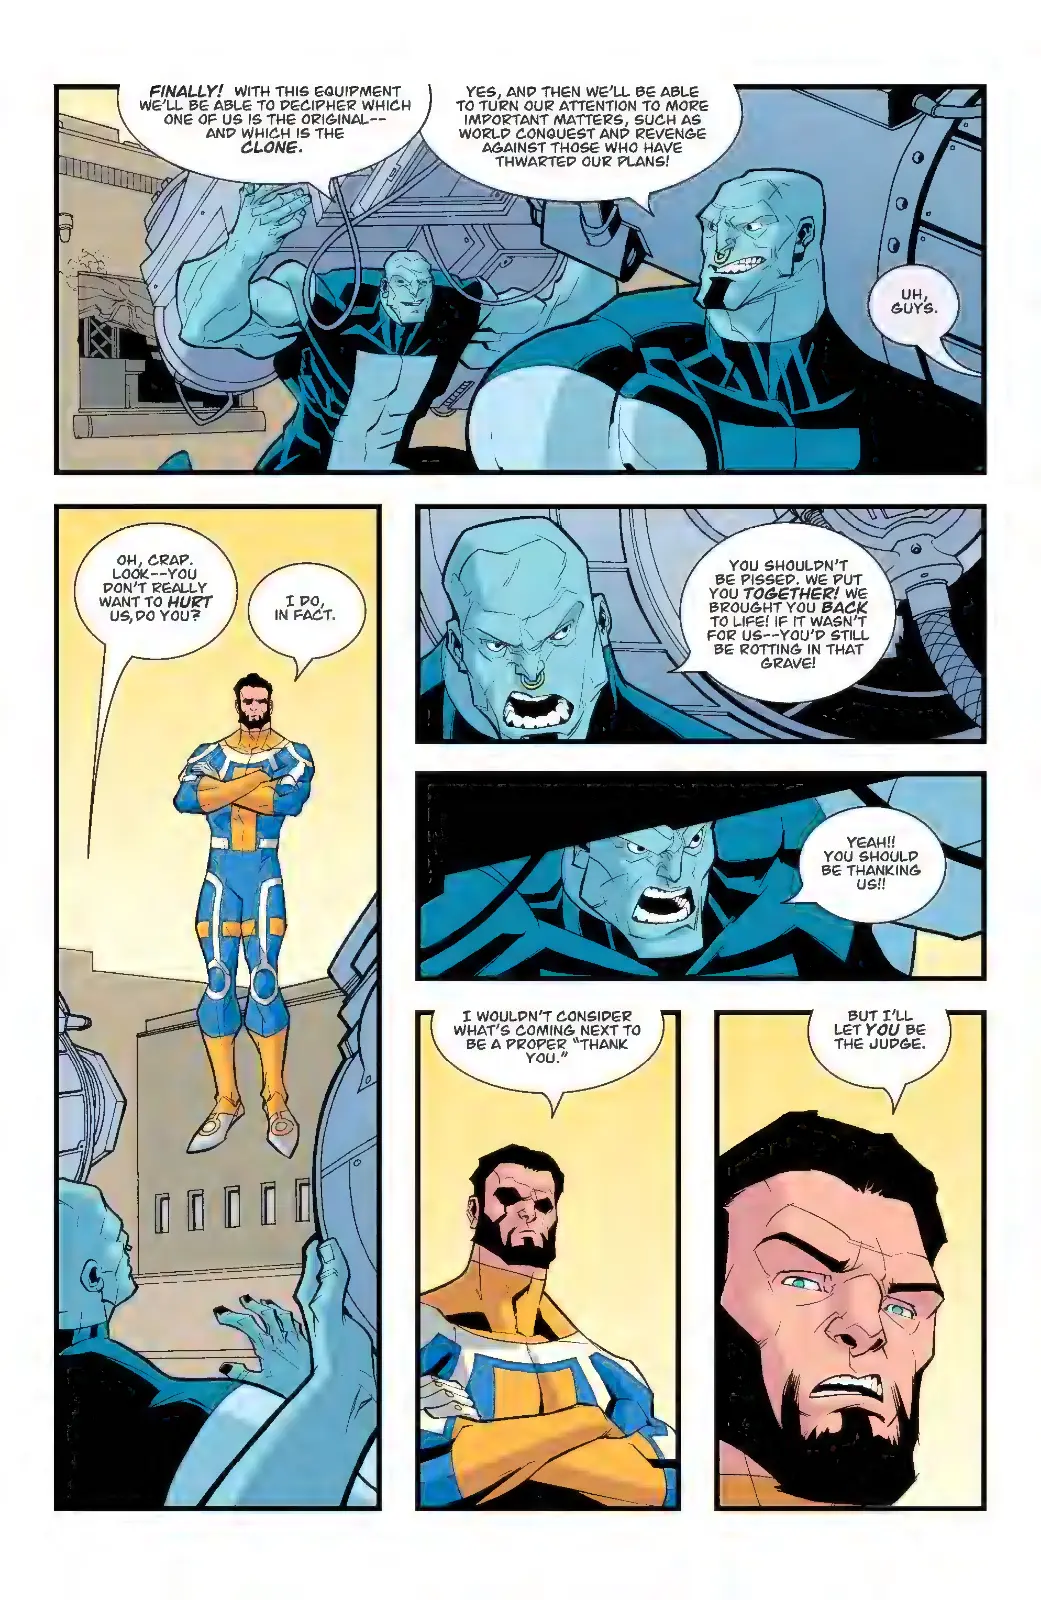 FINALLY! WITH THIS EQUIPMENT
WE'LL BE ABLE TO DECIPHER WHICH
ONE OF US IS THE ORIGINAL--
AND WHICH IS THE
CLONE.
YES, AND THEN WE'LL BE ABLE
TO TURN OUR ATTENTION TO MORE
IMPORTANT MATTERS, SUCH AS
WORLD CONQUEST AND REVENGE
AGAINST THOSE WHO HAVE
THWARTED OUR PLANS!
UH,
GUYS.
OH, CRAP.
LOOK--YOU
DON'T REALLY
WANT TO HURT
US,DO YOU?
I DO,
IN FACT.
YOU SHOULDN'T
BE PISSED. WE PUT
YOU TOGETHER! WE
BROUGHT YOU BACK
TO LIFE! IF IT WASN'T
FOR US--YOU'D STILL
BE ROTTING IN THAT
GRAVE!
YEAH!!
YOU SHOULD
BE THANKING
US!!
I WOULDN'T CONSIDER
WHAT'S COMING NEXT TO
BE A PROPER "THANK
YOU."
BUT I'LL
LET YOU BE
THE JUDGE.